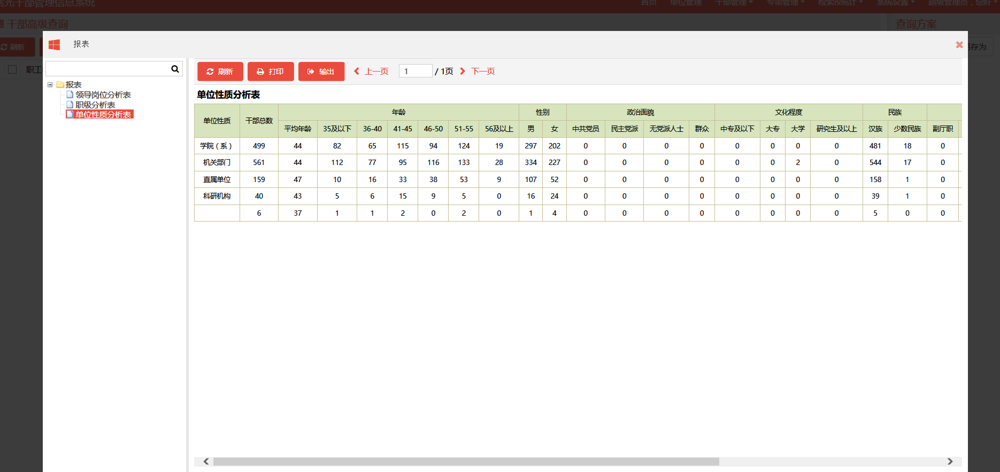 紫光干部管理信息系统
首页 单位管理 干部管理 专项管理 检索&统计 系统设置 超级管理员，您好
干部高级查询
查询方案
刷新
另存为
职工
报表
刷新 打印 输出 上一页 1 / 1页 下一页
报表
领导岗位分析表
职级分析表
单位性质分析表
单位性质分析表
单位性质 干部总数 年龄 性别 政治面貌 文化程度 民族
平均年龄 35及以下 36-40 41-45 46-50 51-55 56及以上 男 女 中共党员 民主党派 无党派人士 群众 中专及以下 大专 大学 研究生及以上 汉族 少数民族 副厅职
学院（系） 499 44 82 65 115 94 124 19 297 202 0 0 0 0 0 0 0 0 481 18 0
机关部门 561 44 112 77 95 116 133 28 334 227 0 0 0 0 0 0 2 0 544 17 0
直属单位 159 47 10 16 33 38 53 9 107 52 0 0 0 0 0 0 0 0 158 1 0
科研机构 40 43 5 6 15 9 5 0 16 24 0 0 0 0 0 0 0 0 39 1 0
6 37 1 1 2 0 2 0 1 4 0 0 0 0 0 0 0 0 5 0 0